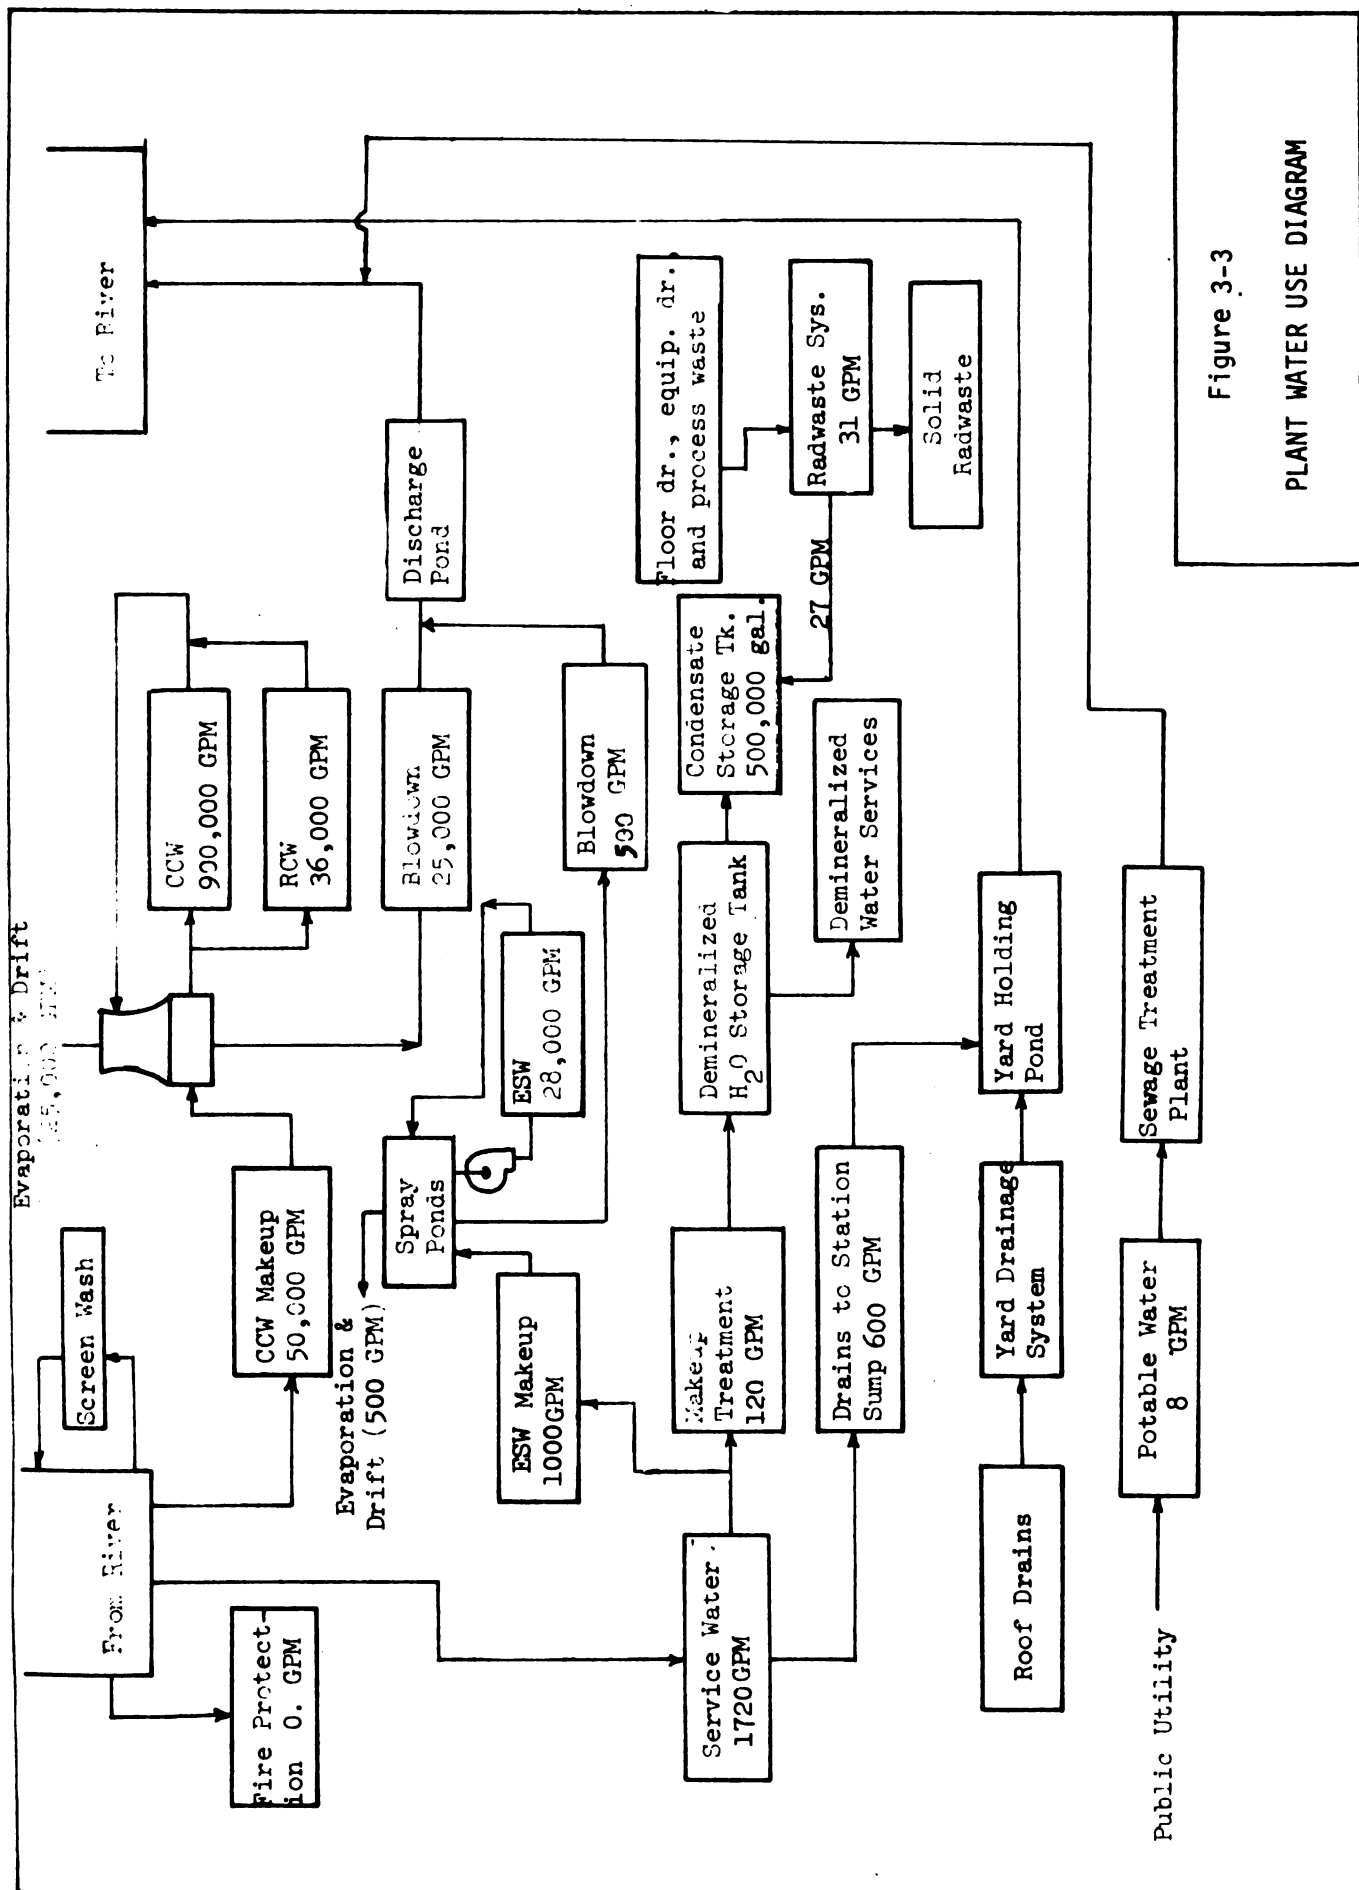 From River
Fire Protect-
ion 0. GPM
Screen Wash
CCW Makeup
50,000 GPM
Evaporation & Drift
Evaporation &
Drift (500 GPM)
Spray
Ponds
ESW Makeup
1000GPM
ESW
28,000 GPM
CCW
900,000 GPM
RCW
36,000 GPM
Blowdown
25,000 GPM
Blowdown
500 GPM
Discharge
Pond
To River
Service Water
1720GPM
Makeup
Treatment
120 GPM
Demineralized
H2O Storage Tank
Condensate
Storage Tk.
500,000 gal.
Demineralized
Water Services
27 GPM
Floor dr., equip. dr.
and process waste
Radwaste Sys.
31 GPM
Solid
Radwaste
Drains to Station
Sump 600 GPM
Roof Drains
Yard Drainage
System
Yard Holding
Pond
Public Utility
Potable Water
8 GPM
Sewage Treatment
Plant
Figure 3-3
PLANT WATER USE DIAGRAM